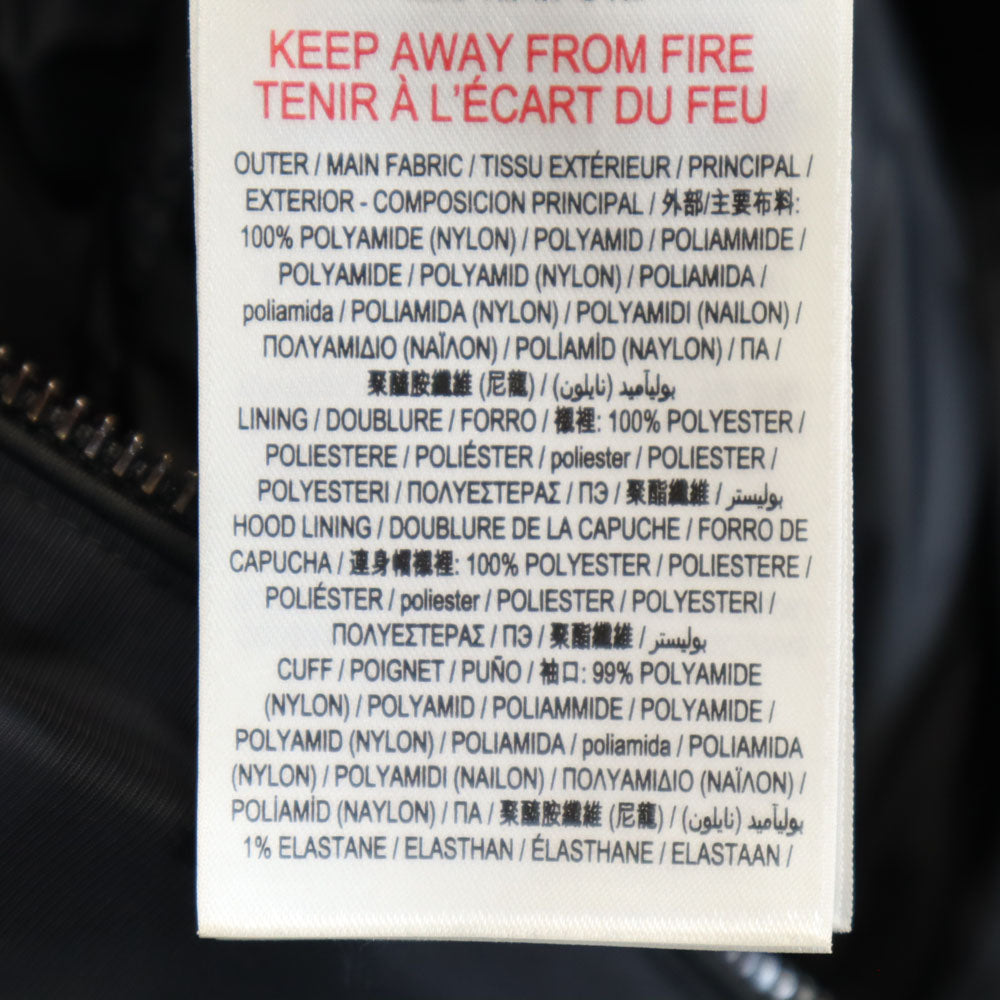 KEEP AWAY FROM FIRE
TENIR À L'ÉCART DU FEU
OUTER / MAIN FABRIC / TISSU EXTÉRIEUR / PRINCIPAL /
EXTERIOR - COMPOSICION PRINCIPAL / 外部/主要布料:
100% POLYAMIDE (NYLON) / POLYAMID / POLIAMMIDE /
POLYAMIDE / POLYAMID (NYLON) / POLIAMIDA /
poliamida / POLIAMIDA (NYLON) / POLYAMIDI (NAILON) /
ΠΟΛΥΑΜΙΔΙΟ (ΝΑΪΛΟΝ) / POLİAMİD (NAYLON) / ПА /
聚醯胺纖維 (尼龍) / بوليآميد (نايلون)
LINING / DOUBLURE / FORRO / 襯裡: 100% POLYESTER /
POLIESTERE / POLIÉSTER / poliester / POLIESTER /
POLYESTERI / ΠΟΛΥΕΣΤΕΡΑΣ / ПЭ / 聚酯纖維 / بوليستر
HOOD LINING / DOUBLURE DE LA CAPUCHE / FORRO DE
CAPUCHA / 連身帽襯裡: 100% POLYESTER / POLIESTERE /
POLIÉSTER / poliester / POLIESTER / POLYESTERI /
ΠΟΛΥΕΣΤΕΡΑΣ / ПЭ / 聚酯纖維 / بوليستر
CUFF / POIGNET / PUÑO / 袖口: 99% POLYAMIDE
(NYLON) / POLYAMID / POLIAMMIDE / POLYAMIDE /
POLYAMID (NYLON) / POLIAMIDA / poliamida / POLIAMIDA
(NYLON) / POLYAMIDI (NAILON) / ΠΟΛΥΑΜΙΔΙΟ (ΝΑΪΛΟΝ) /
POLİAMİD (NAYLON) / ПА / 聚醯胺纖維 (尼龍) / بوليآميد (نايلون) /
1% ELASTANE / ELASTHAN / ÉLASTHANE / ELASTAAN /